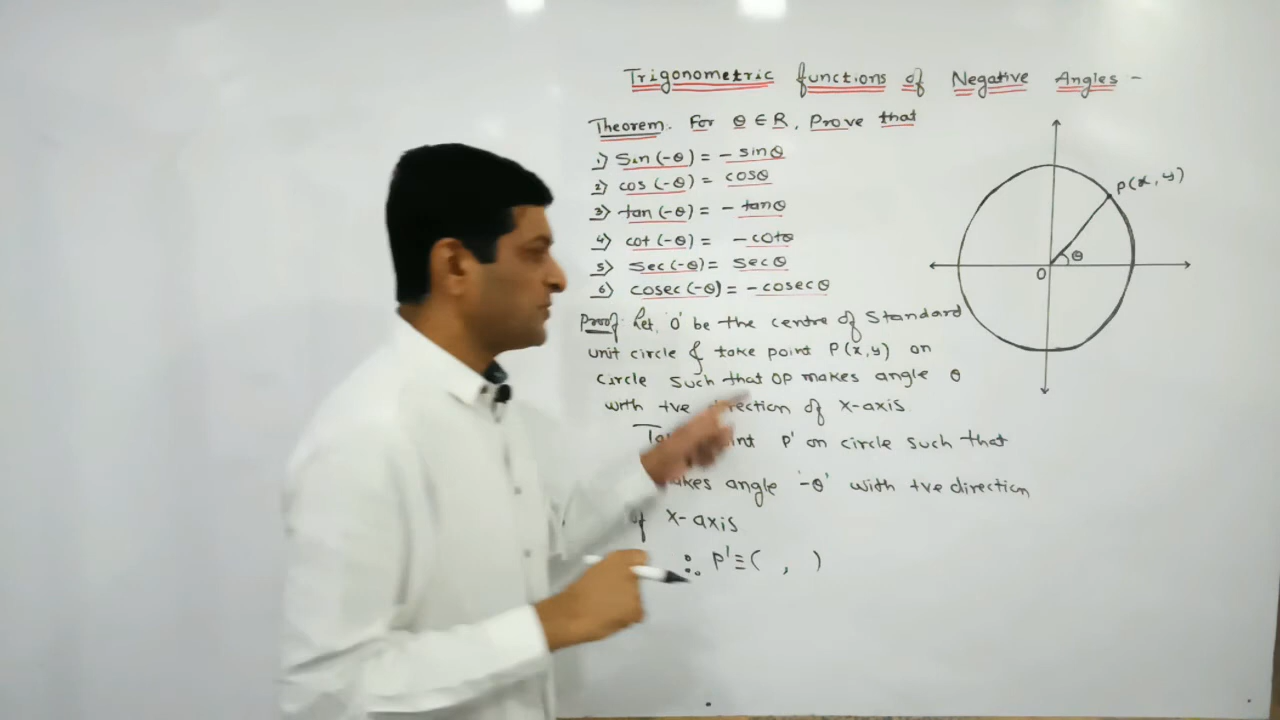 Trigonometric functions of Negative Angles -
Theorem. For θ ∈ R, Prove that
1) Sin(-θ) = - sinθ
2) cos(-θ) = cosθ
3) tan(-θ) = - tanθ
4) cot(-θ) = - cotθ
5) sec(-θ) = secθ
6) cosec(-θ) = - cosecθ
Proof: Let, 'O' be the centre of Standard
unit circle & take point P(x,y) on
circle such that OP makes angle θ
with +ve direction of X-axis
point P' on circle such that
makes angle '-θ' with +ve direction
of X-axis
∴ P' ≡ ( , )
P(x,y)
θ
O